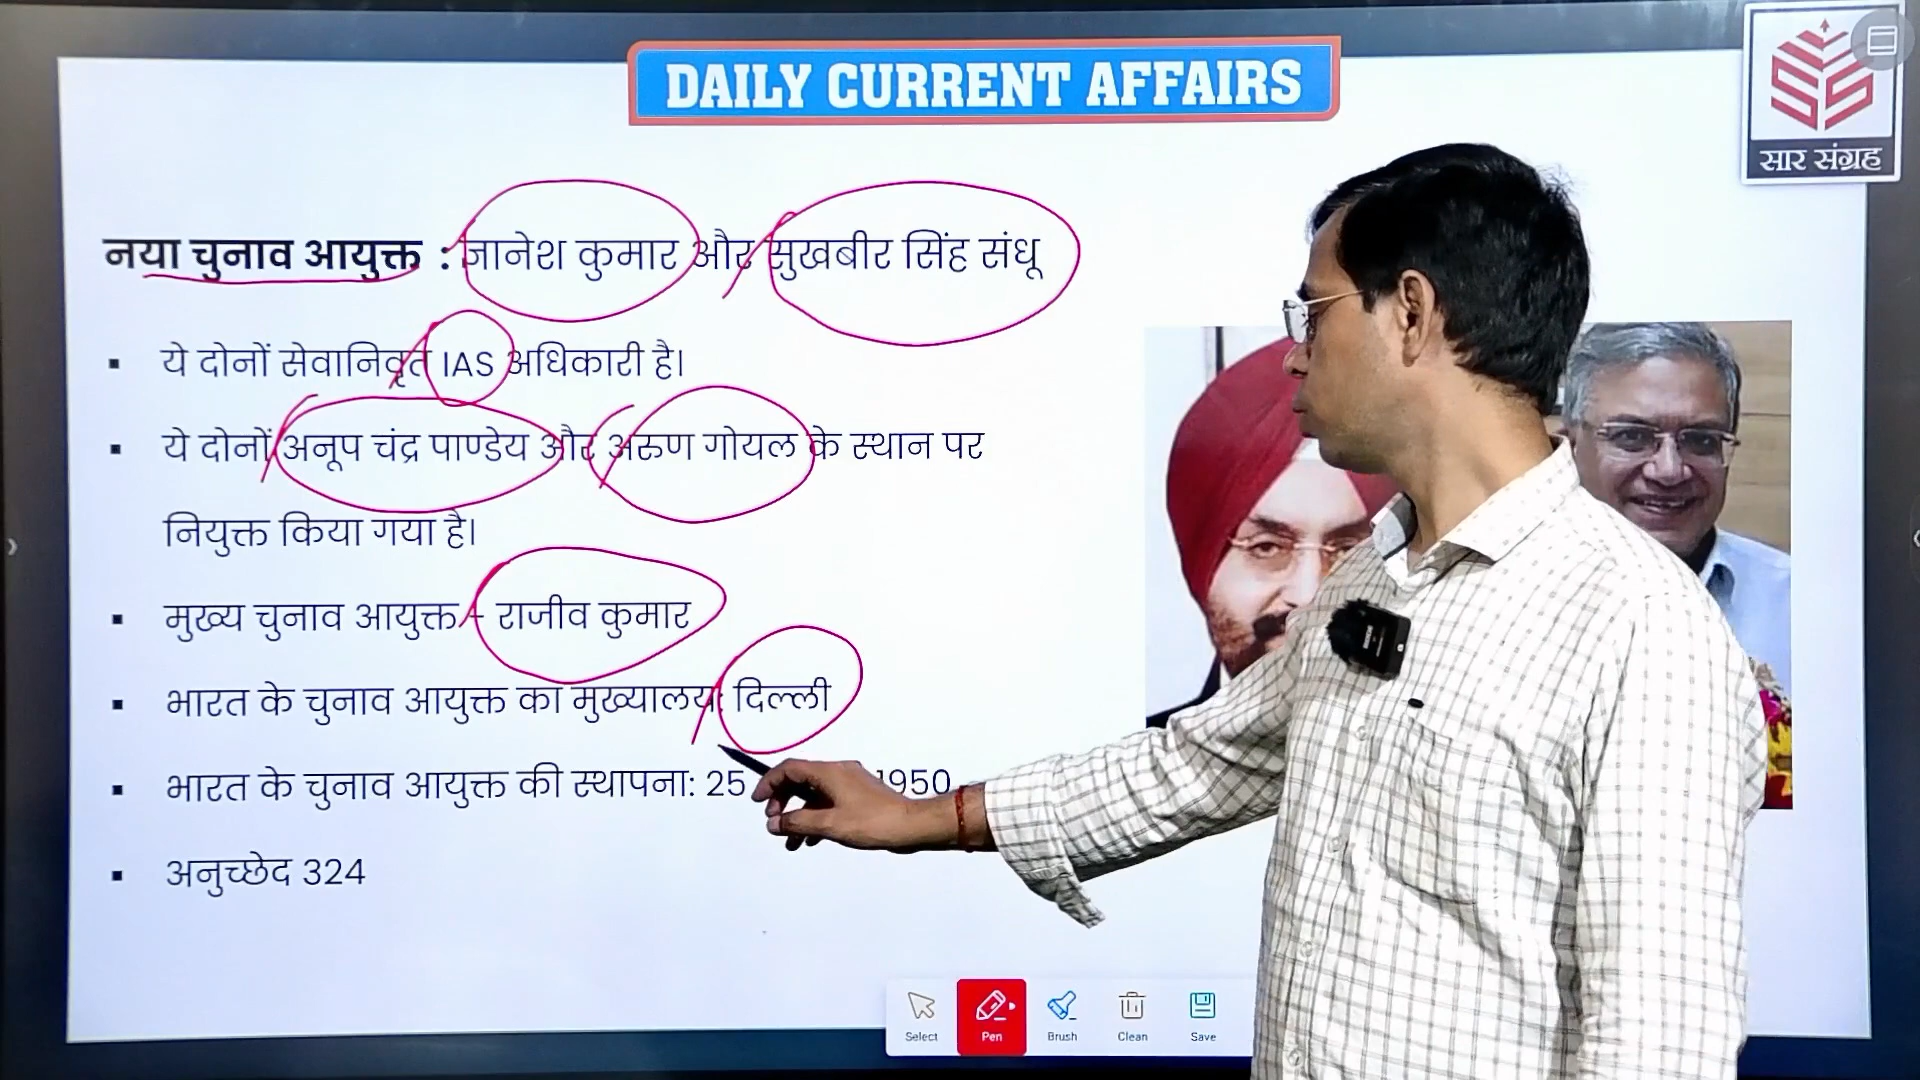 DAILY CURRENT AFFAIRS
सार संग्रह
नया चुनाव आयुक्त : ज्ञानेश कुमार और सुखबीर सिंह संधू
▪ ये दोनों सेवानिवृत IAS अधिकारी है।
▪ ये दोनों अनूप चंद्र पाण्डेय और अरुण गोयल के स्थान पर
नियुक्त किया गया है।
▪ मुख्य चुनाव आयुक्त - राजीव कुमार
▪ भारत के चुनाव आयुक्त का मुख्यालय: दिल्ली
▪ भारत के चुनाव आयुक्त की स्थापना: 25 1950
▪ अनुच्छेद 324
Select Pen Brush Clean Save